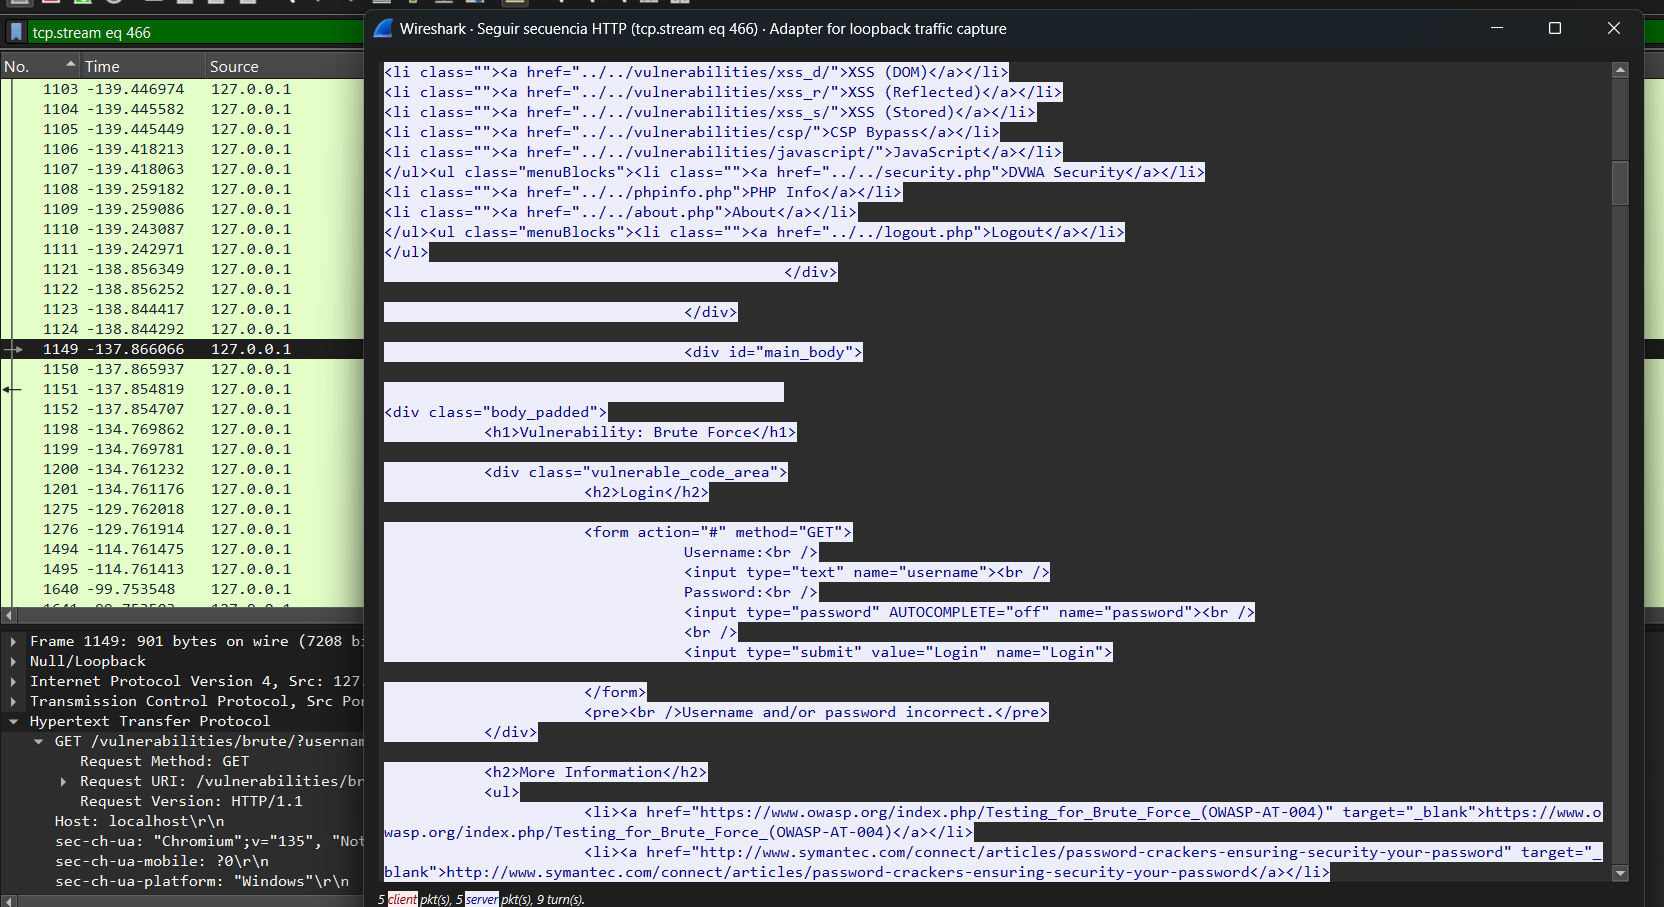 tcp.stream eq 466
No. Time Source
1103 -139.446974 127.0.0.1
1104 -139.445582 127.0.0.1
1105 -139.445449 127.0.0.1
1106 -139.418213 127.0.0.1
1107 -139.418063 127.0.0.1
1108 -139.259182 127.0.0.1
1109 -139.259086 127.0.0.1
1110 -139.243087 127.0.0.1
1111 -139.242971 127.0.0.1
1121 -138.856349 127.0.0.1
1122 -138.856252 127.0.0.1
1123 -138.844417 127.0.0.1
1124 -138.844292 127.0.0.1
1149 -137.866066 127.0.0.1
1150 -137.865937 127.0.0.1
1151 -137.854819 127.0.0.1
1152 -137.854707 127.0.0.1
1198 -134.769862 127.0.0.1
1199 -134.769781 127.0.0.1
1200 -134.761232 127.0.0.1
1201 -134.761176 127.0.0.1
1275 -129.762018 127.0.0.1
1276 -129.761914 127.0.0.1
1494 -114.761475 127.0.0.1
1495 -114.761413 127.0.0.1
1640 -99.753548 127.0.0.1
Frame 1149: 901 bytes on wire (7208 bi
Null/Loopback
Internet Protocol Version 4, Src: 127.
Transmission Control Protocol, Src Por
Hypertext Transfer Protocol
GET /vulnerabilities/brute/?usernam
Request Method: GET
Request URI: /vulnerabilities/br
Request Version: HTTP/1.1
Host: localhost\r\n
sec-ch-ua: "Chromium";v="135", "Not
sec-ch-ua-mobile: ?0\r\n
sec-ch-ua-platform: "Windows"\r\n
Wireshark · Seguir secuencia HTTP (tcp.stream eq 466) · Adapter for loopback traffic capture
<li class=""><a href="../../vulnerabilities/xss_d/">XSS (DOM)</a></li>
<li class=""><a href="../../vulnerabilities/xss_r/">XSS (Reflected)</a></li>
<li class=""><a href="../../vulnerabilities/xss_s/">XSS (Stored)</a></li>
<li class=""><a href="../../vulnerabilities/csp/">CSP Bypass</a></li>
<li class=""><a href="../../vulnerabilities/javascript/">JavaScript</a></li>
</ul><ul class="menuBlocks"><li class=""><a href="../../security.php">DVWA Security</a></li>
<li class=""><a href="../../phpinfo.php">PHP Info</a></li>
<li class=""><a href="../../about.php">About</a></li>
</ul><ul class="menuBlocks"><li class=""><a href="../../logout.php">Logout</a></li>
</ul>
</div>
</div>
<div id="main_body">
<div class="body_padded">
<h1>Vulnerability: Brute Force</h1>
<div class="vulnerable_code_area">
<h2>Login</h2>
<form action="#" method="GET">
Username:<br />
<input type="text" name="username"><br />
Password:<br />
<input type="password" AUTOCOMPLETE="off" name="password"><br />
<br />
<input type="submit" value="Login" name="Login">
</form>
<pre><br />Username and/or password incorrect.</pre>
</div>
<h2>More Information</h2>
<ul>
<li><a href="https://www.owasp.org/index.php/Testing_for_Brute_Force_(OWASP-AT-004)" target="_blank">https://www.o
wasp.org/index.php/Testing_for_Brute_Force_(OWASP-AT-004)</a></li>
<li><a href="http://www.symantec.com/connect/articles/password-crackers-ensuring-security-your-password" target="_
blank">http://www.symantec.com/connect/articles/password-crackers-ensuring-security-your-password</a></li>
5 client pkt(s), 5 server pkt(s), 9 turn(s).